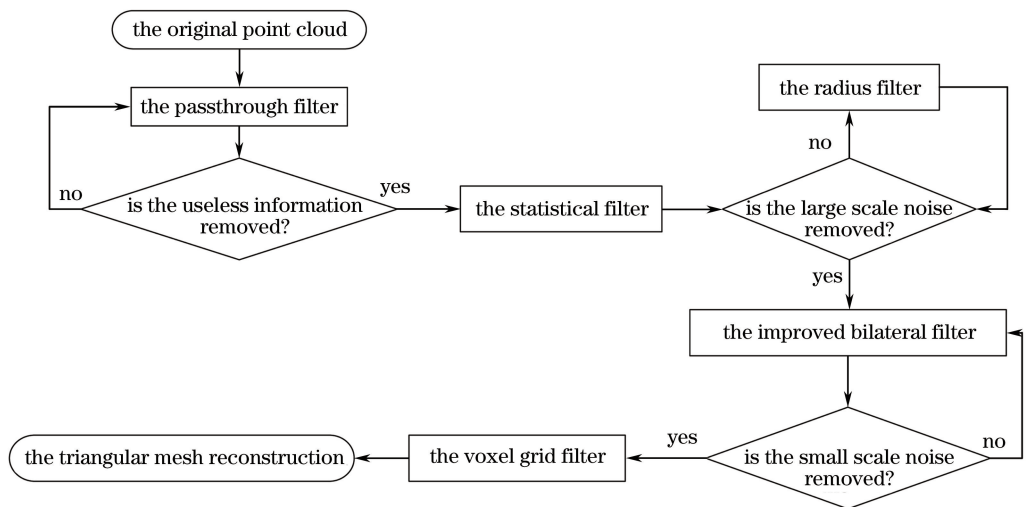 the original point cloud
the passthrough filter
no
is the useless information
removed?
yes
the statistical filter
the radius filter
no
is the large scale noise
removed?
yes
the improved bilateral filter
is the small scale noise
removed?
no
yes
the voxel grid filter
the triangular mesh reconstruction